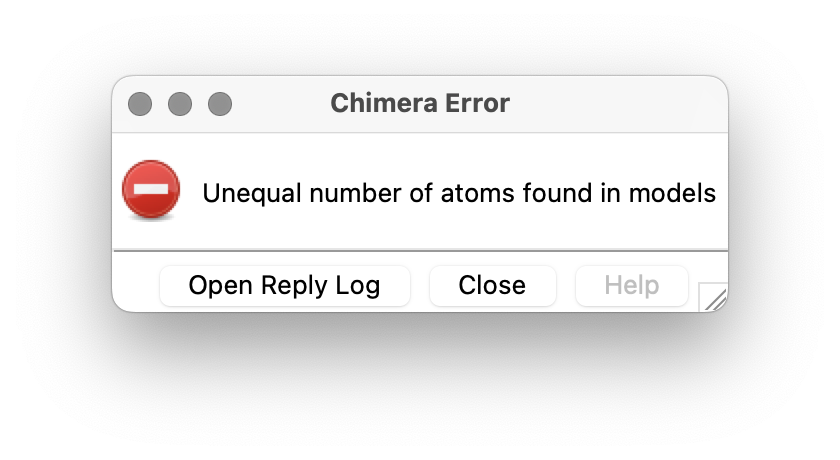 Chimera Error
Unequal number of atoms found in models
Open Reply Log Close Help